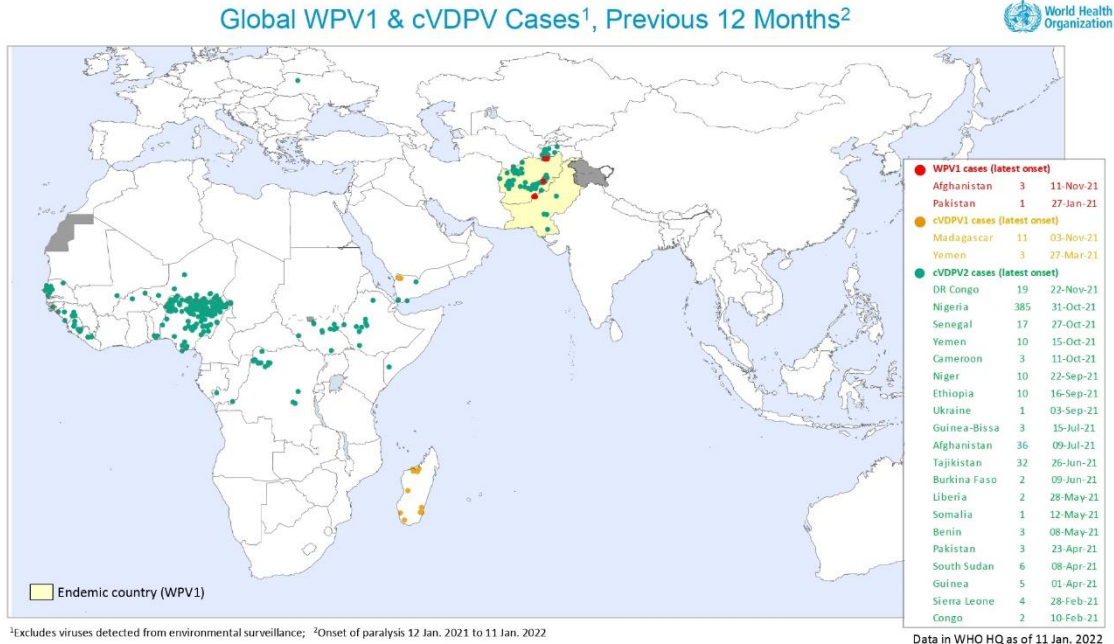 Global WPV1 & cVDPV Cases¹, Previous 12 Months²
World Health
Organization
WPV1 cases (latest onset)
Afghanistan 3 11-Nov-21
Pakistan 1 27-Jan-21
cVDPV1 cases (latest onset)
Madagascar 11 03-Nov-21
Yemen 3 27-Mar-21
cVDPV2 cases (latest onset)
DR Congo 19 22-Nov-21
Nigeria 385 31-Oct-21
Senegal 17 27-Oct-21
Yemen 10 15-Oct-21
Cameroon 3 11-Oct-21
Niger 10 22-Sep-21
Ethiopia 10 16-Sep-21
Ukraine 1 03-Sep-21
Guinea-Bissa 3 15-Jul-21
Afghanistan 36 09-Jul-21
Tajikistan 32 26-Jun-21
Burkina Faso 2 09-Jun-21
Liberia 2 28-May-21
Somalia 1 12-May-21
Benin 3 08-May-21
Pakistan 3 23-Apr-21
South Sudan 6 08-Apr-21
Guinea 5 01-Apr-21
Sierra Leone 4 28-Feb-21
Congo 2 10-Feb-21
Endemic country (WPV1)
¹Excludes viruses detected from environmental surveillance; ²Onset of paralysis 12 Jan. 2021 to 11 Jan. 2022
Data in WHO HQ as of 11 Jan. 2022